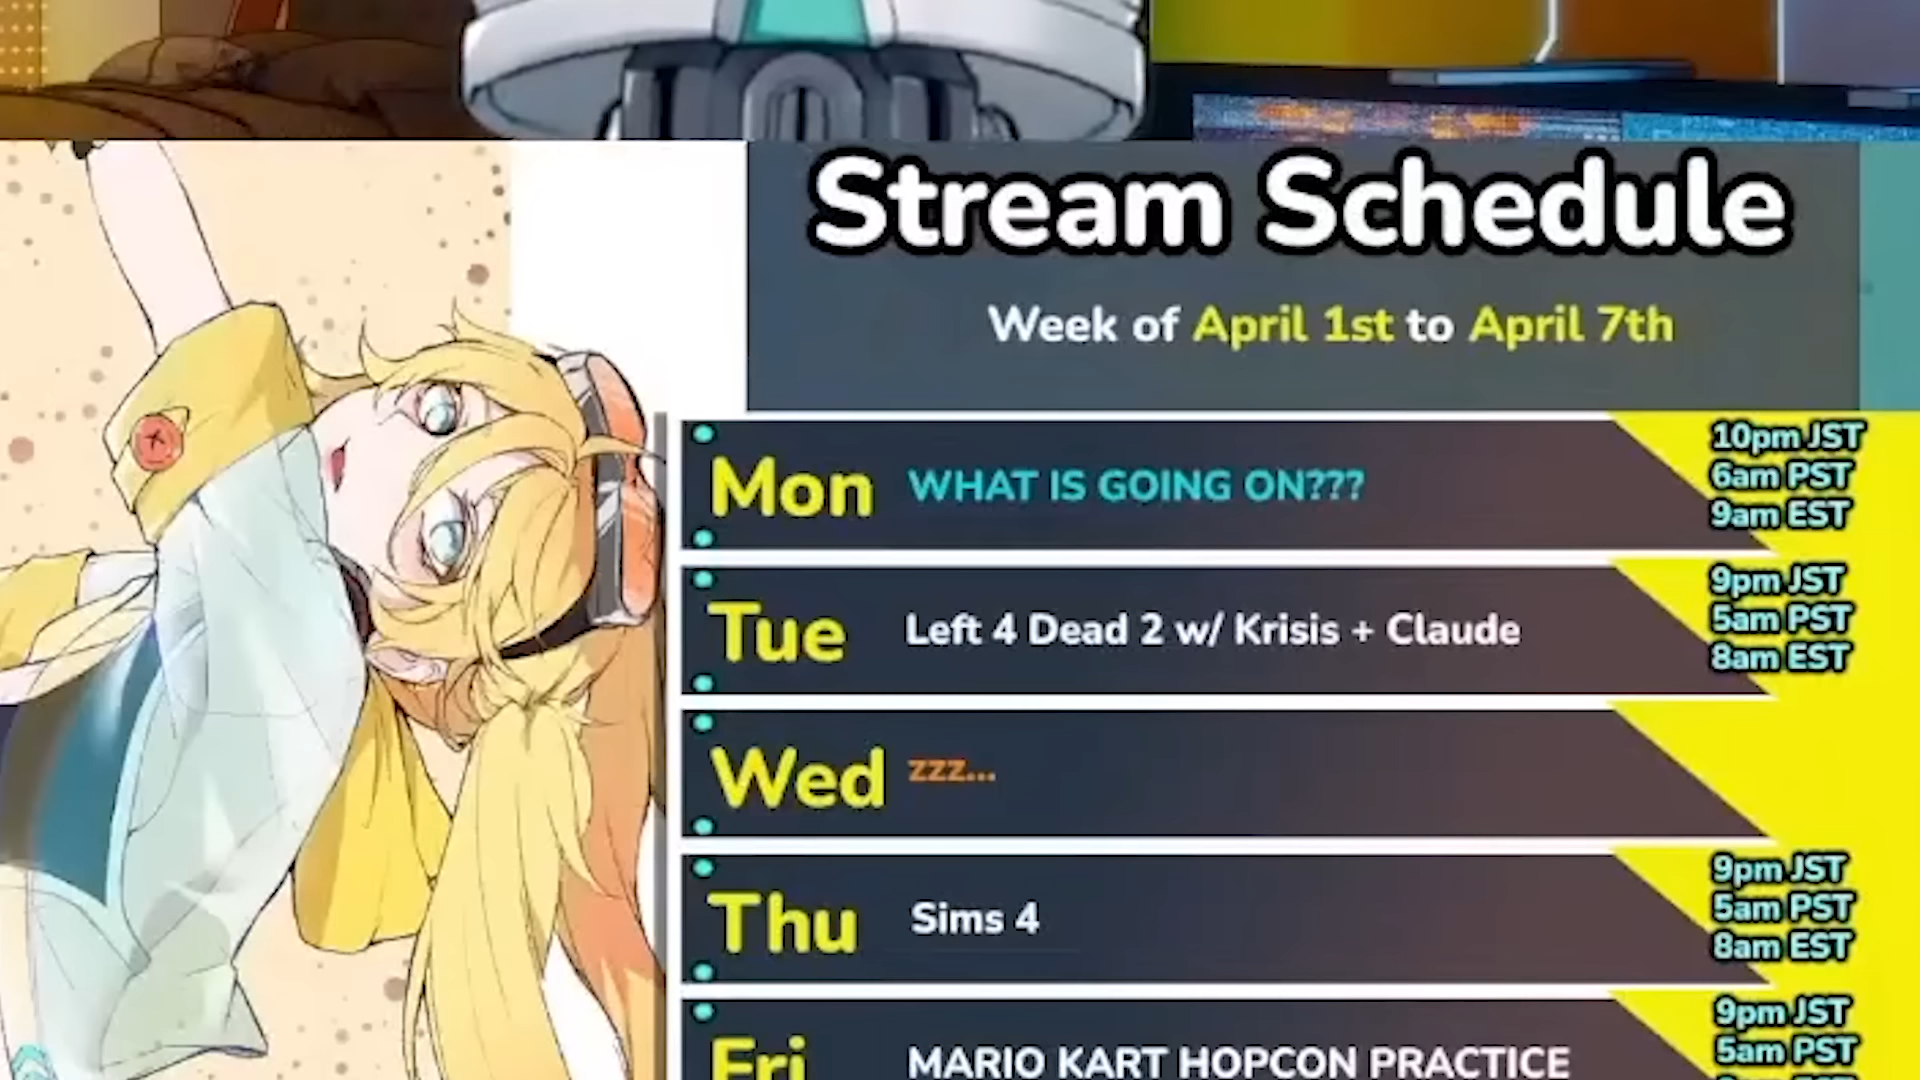 Stream Schedule
Week of April 1st to April 7th
Mon WHAT IS GOING ON???
10pm JST
6am PST
9am EST
Tue Left 4 Dead 2 w/ Krisis + Claude
9pm JST
5am PST
8am EST
Wed zzz...
Thu Sims 4
9pm JST
5am PST
8am EST
Fri MARIO KART HOPCON PRACTICE
9pm JST
5am PST